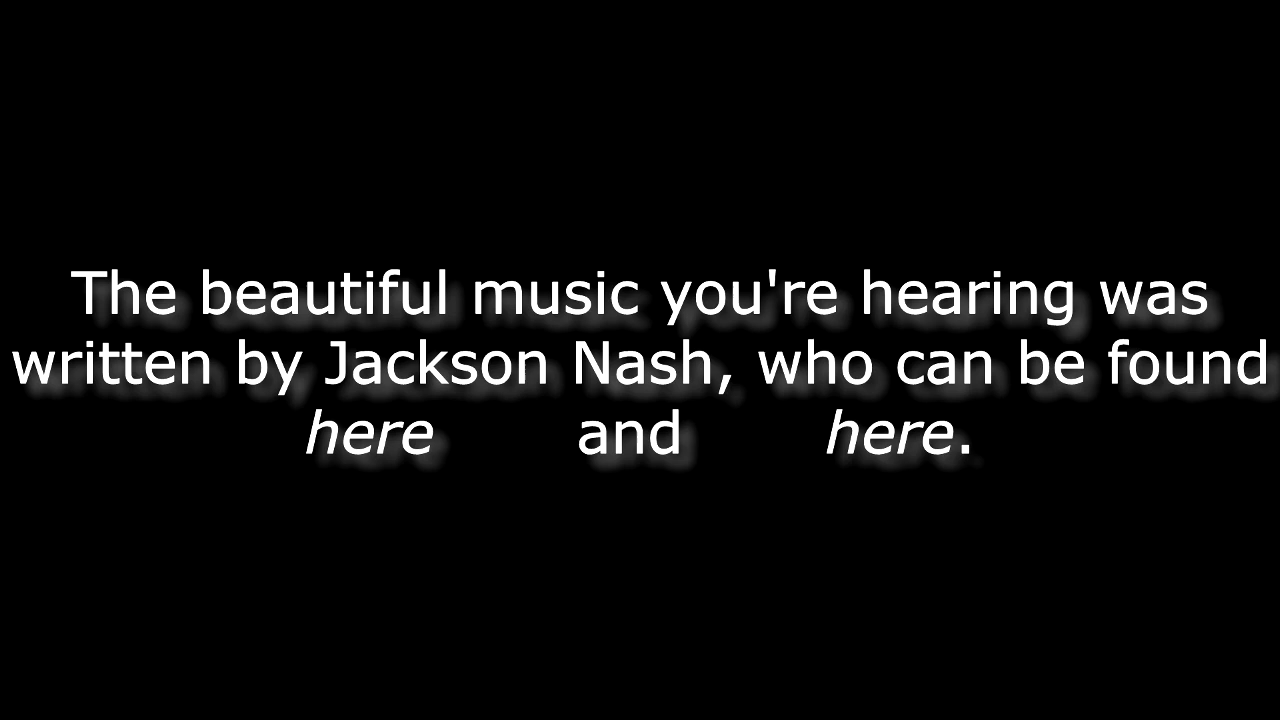 The beautiful music you're hearing was
written by Jackson Nash, who can be found
here and here.